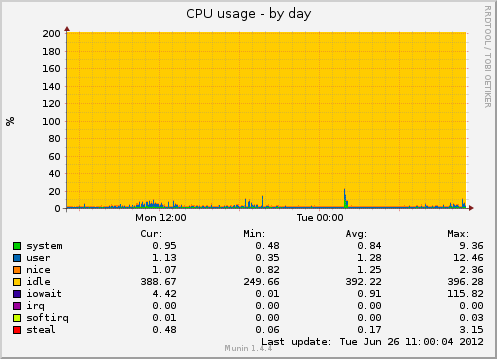 CPU usage - by day
RRDTOOL / TOBI OETIKER
%
200
180
160
140
120
100
80
60
40
20
0
Mon 12:00 Tue 00:00
Cur: Min: Avg: Max:
system 0.95 0.48 0.84 9.36
user 1.13 0.35 1.28 12.46
nice 1.07 0.82 1.25 2.36
idle 388.67 249.66 392.22 396.28
iowait 4.42 0.01 0.91 115.82
irq 0.00 0.00 0.00 0.00
softirq 0.01 0.00 0.00 0.03
steal 0.48 0.06 0.17 3.15
Last update: Tue Jun 26 11:00:04 2012
Munin 1.4.4